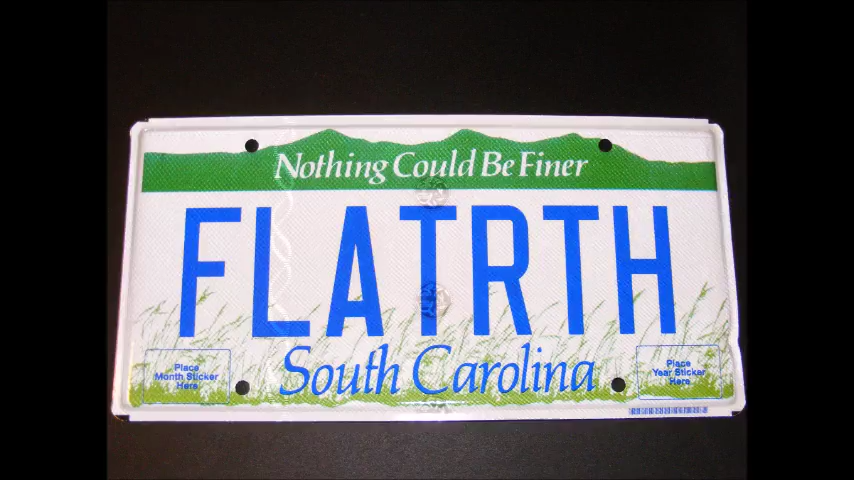 Nothing Could Be Finer
FLATRTH
South Carolina
Place
Month Sticker
Here
Place
Year Sticker
Here